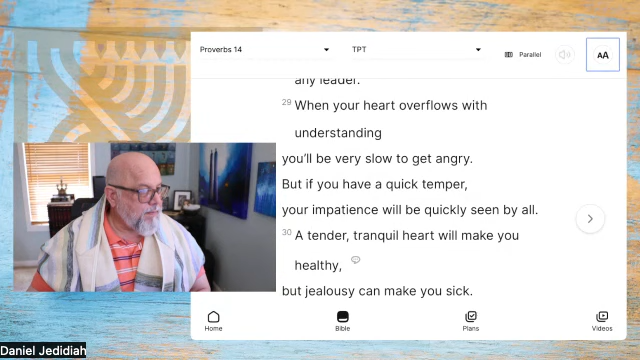 Proverbs 14
TPT
Parallel
AA
any leader.
29 When your heart overflows with
understanding
you'll be very slow to get angry.
But if you have a quick temper,
your impatience will be quickly seen by all.
30 A tender, tranquil heart will make you
healthy,
but jealousy can make you sick.
Home
Bible
Plans
Videos
Daniel Jedidiah